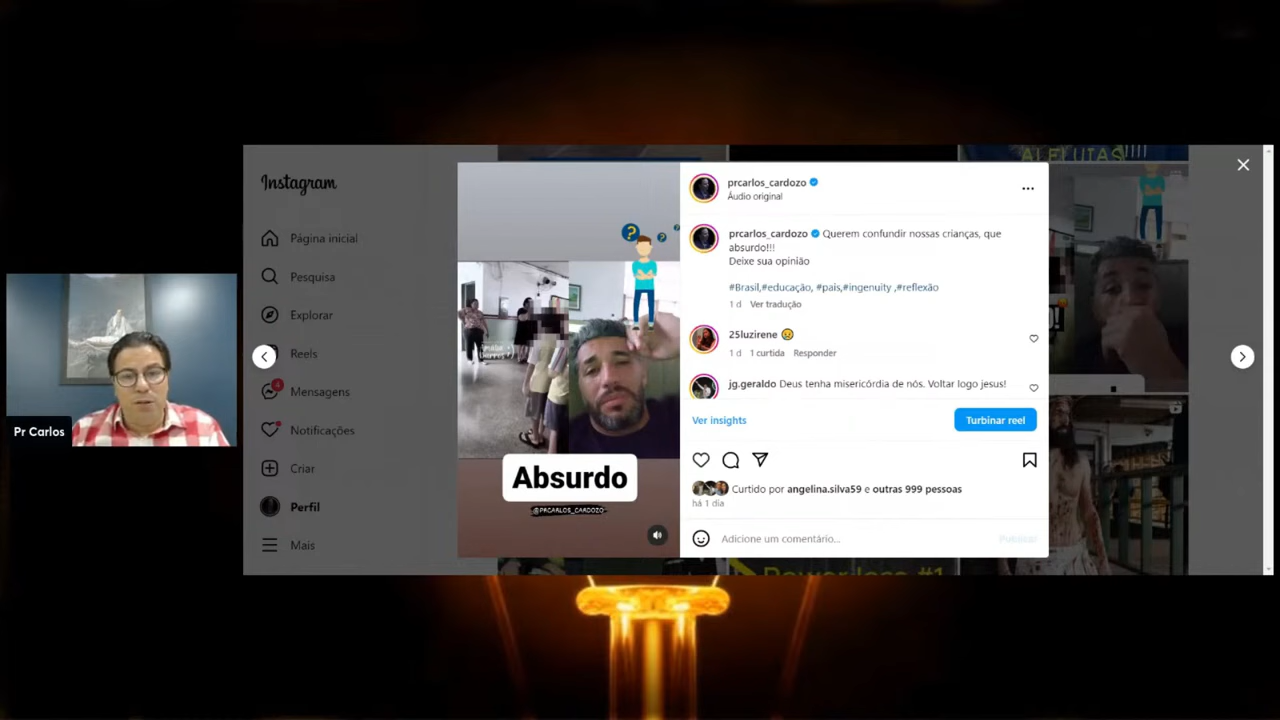 Pr Carlos
Instagram
Página inicial
Pesquisa
Explorar
Reels
4
Mensagens
Notificações
Criar
Perfil
Mais
ALELUTAS!!!!
?
?
Absurdo
@PRCARLOS_CARDOZO
prcarlos_cardozo
Áudio original
prcarlos_cardozo Querem confundir nossas crianças, que
absurdo!!!
Deixe sua opinião
#Brasil,#educação, #pais,#ingenuity ,#reflexão
1 d Ver tradução
25luzirene 😢
1 d 1 curtida Responder
jg.geraldo Deus tenha misericórdia de nós. Voltar logo jesus!
Ver insights
Turbinar reel
Curtido por angelina.silva59 e outras 999 pessoas
há 1 dia
Adicione um comentário...
Publicar